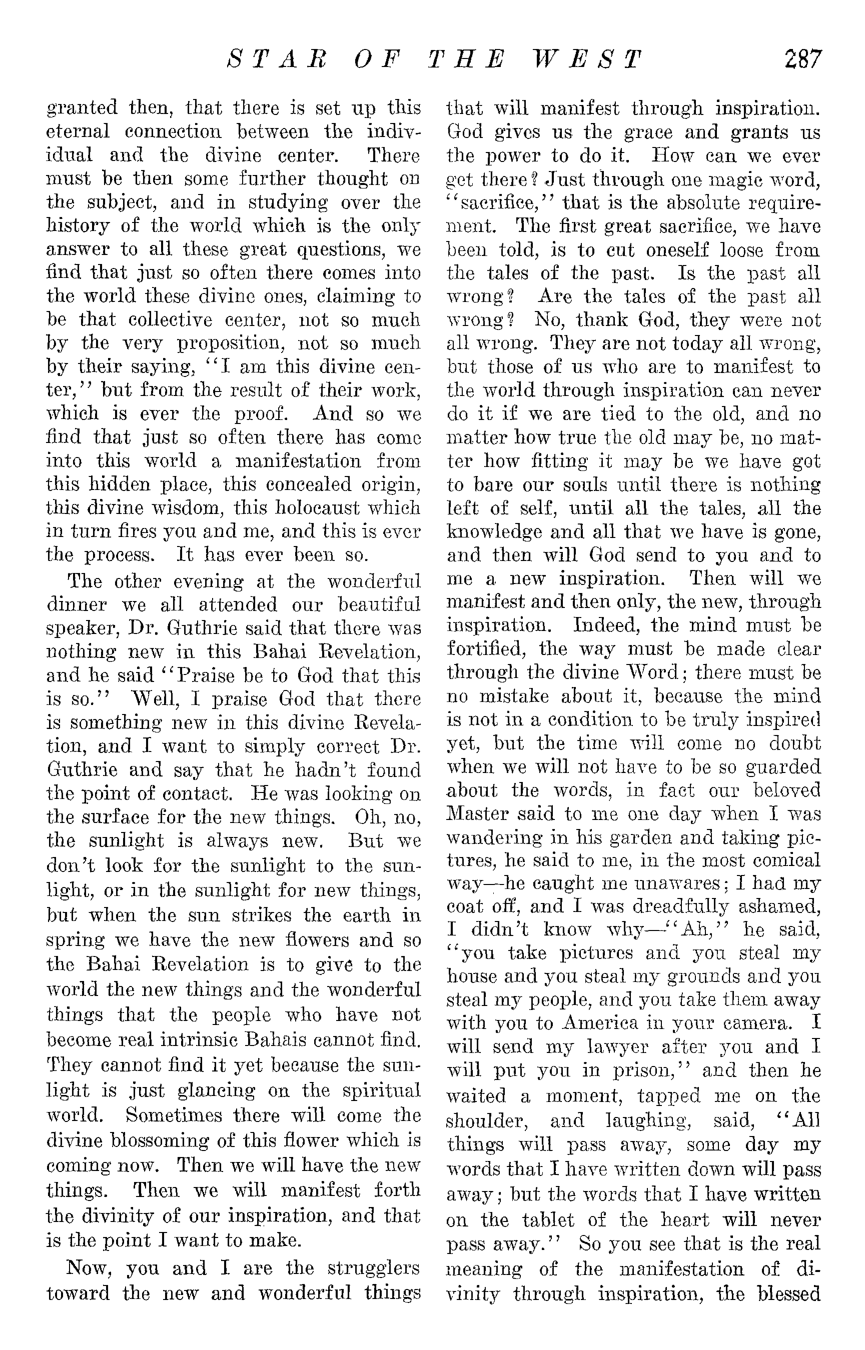 STAR OF THE WEST 287
granted then, that there is set up this
eternal connection between the indiv-
idual and the divine center. There
must be then some further thought on
the subject, and in studying over the
history of the world which is the only
answer to all these great questions, we
find that just so often there comes into
the world these divine ones, claiming to
be that collective center, not so much
by the very proposition, not so much
by their saying, ‘‘I am this divine cen-
ter,’’ but from the result of their work,
which is ever the proof. And so we
find that just so often there has come
into this world a manifestation from
this hidden place, this concealed origin,
this divine wisdom, this holocaust which
in turn fires you and me, and this is ever
the process. It has ever been so.
The other evening at the wonderful
dinner we all attended our beautiful
speaker, Dr. Guthrie said that there was
nothing new in this Bahai Revelation,
and he said ‘‘Praise be to God that this
is so.’’ Well, I praise God that there
is something new in this divine Revela-
tion, and I want to simply correct Dr.
Guthrie and say that he hadn’t found
the point of contact. He was looking on
the surface for the new things. Oh, no,
the sunlight is always new. But we
don’t look for the sunlight to the sun-
light, or in the sunlight for new things,
but when the sun strikes the earth in
spring we have the new flowers and so
the Bahai Revelation is to give to the
world the new things and the wonderful
things that the people who have not
become real intrinsic Bahais cannot find.
They cannot find it yet because the sun-
light is just glancing on the spiritual
world. Sometimes there will come the
divine blossoming of this flower which is
coming now. Then we will have the new
things. Then we will manifest forth
the divinity of our inspiration, and that
is the point I want to make.
Now, you and I are the strugglers
toward the new and wonderful things
that will manifest through inspiration.
God gives us the grace and grants us
the power to do it. How can we ever
get there? Just through one magic word,
‘‘sacrifice,’’ that is the absolute require-
ment. The first great sacrifice, we have
been told, is to cut oneself loose from
the tales of the past. Is the past all
wrong? Are the tales of the past all
wrong? No, thank God, they were not
all wrong. They are not today all wrong,
but those of us who are to manifest to
the world through inspiration can never
do it if we are tied to the old, and no
matter how true the old may be, no mat-
ter how fitting it may be we have got
to bare our souls until there is nothing
left of self, until all the tales, all the
knowledge and all that we have is gone,
and then will God send to you and to
me a new inspiration. Then will we
manifest and then only, the new, through
inspiration. Indeed, the mind must be
fortified, the way must be made clear
through the divine Word; there must be
no mistake about it, because the mind
is not in a condition to be truly inspired
yet, but the time will come no doubt
when we will not have to be so guarded
about the words, in fact our beloved
Master said to me one day when I was
wandering in his garden and taking pic-
tures, he said to me, in the most comical
way—he caught me unawares; I had my
coat off, and I was dreadfully ashamed,
I didn’t know why—‘‘Ah,’’ he said,
‘‘you take pictures and you steal my
house and you steal my grounds and you
steal my people, and you take them away
with you to America in your camera. I
will send my lawyer after you and I
will put you in prison,’’ and then he
waited a moment, tapped me on the
shoulder, and laughing, said, ‘‘All
things will pass away, some day my
words that I have written down will pass
away; but the words that I have written
on the tablet of the heart will never
pass away.’’ So you see that is the real
meaning of the manifestation of di-
vinity through inspiration, the blessed